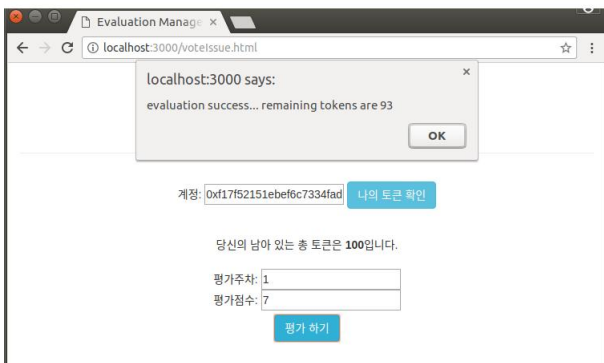 Evaluation Manage
localhost:3000/voteIssue.html
localhost:3000 says:
evaluation success... remaining tokens are 93
OK
계정: 0xf17f52151ebef6c7334fad 나의 토큰 확인
당신의 남아 있는 총 토큰은 100입니다.
평가주차: 1
평가점수: 7
평가 하기